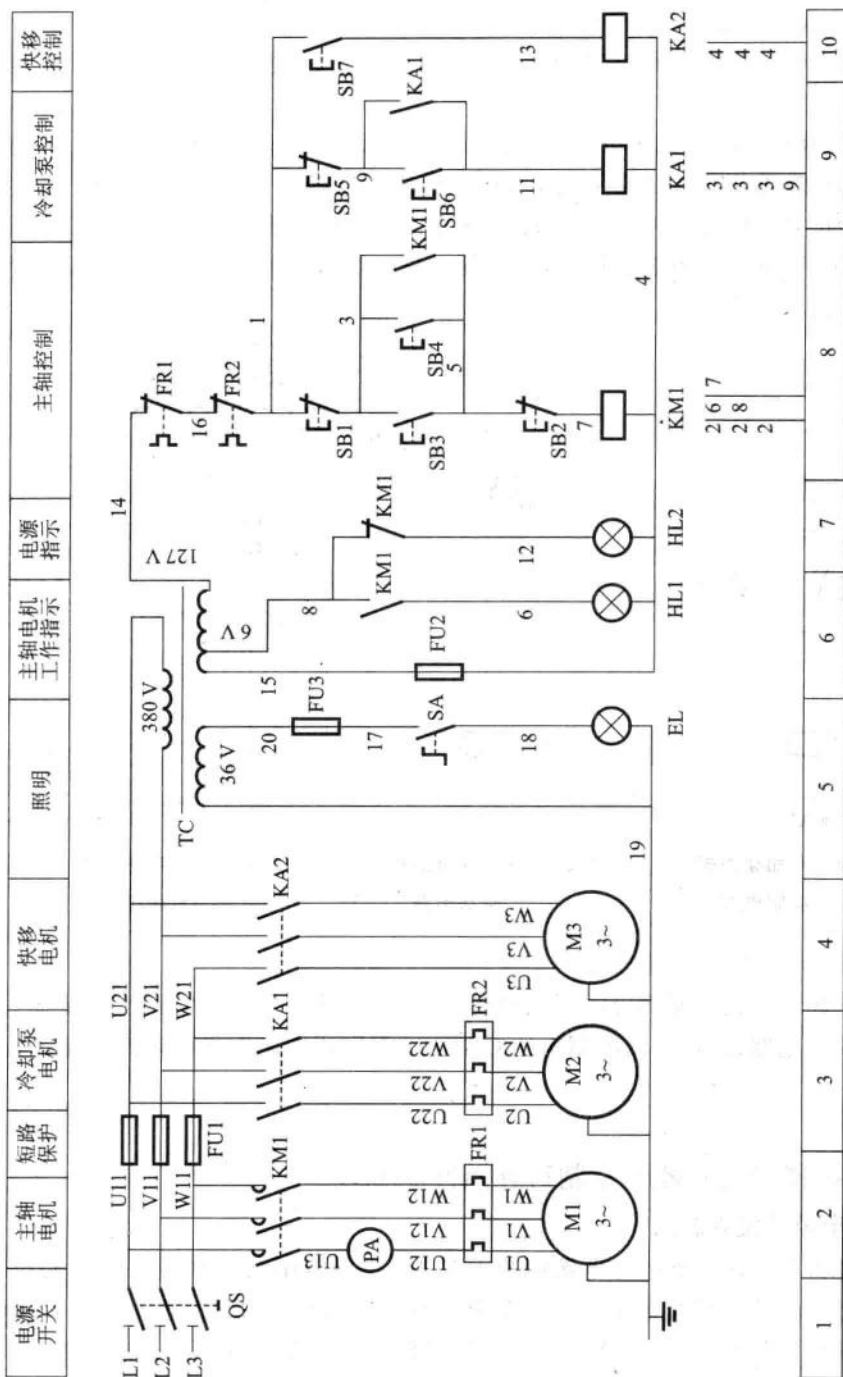 电源
开关
主轴
电机
短路
保护
冷却泵
电机
快移
电机
照明
主轴电机
工作指示
电源
指示
主轴控制
冷却泵控制
快移
控制
L1
L2
L3
QS
U11
V11
W11
FU1
U21
V21
W21
KM1
U13
PA
U12
V12
W12
FR1
U1
V1
W1
M1
3~
KA1
U22
V22
W22
FR2
U2
V2
W2
M2
3~
KA2
U3
V3
W3
M3
3~
19
TC
380 V
36 V
20
FU3
17
SA
18
EL
6 V
127 V
15
FU2
8
KM1
6
HL1
KM1
12
HL2
14
FR1
16
FR2
1
SB1
3
SB3
SB4
KM1
5
SB2
7
KM1
4
SB5
9
SB6
KA1
11
KA1
SB7
13
KA2
2 6 7
2 8
2
3
3
3
9
4
4
4
1 2 3 4 5 6 7 8 9 10